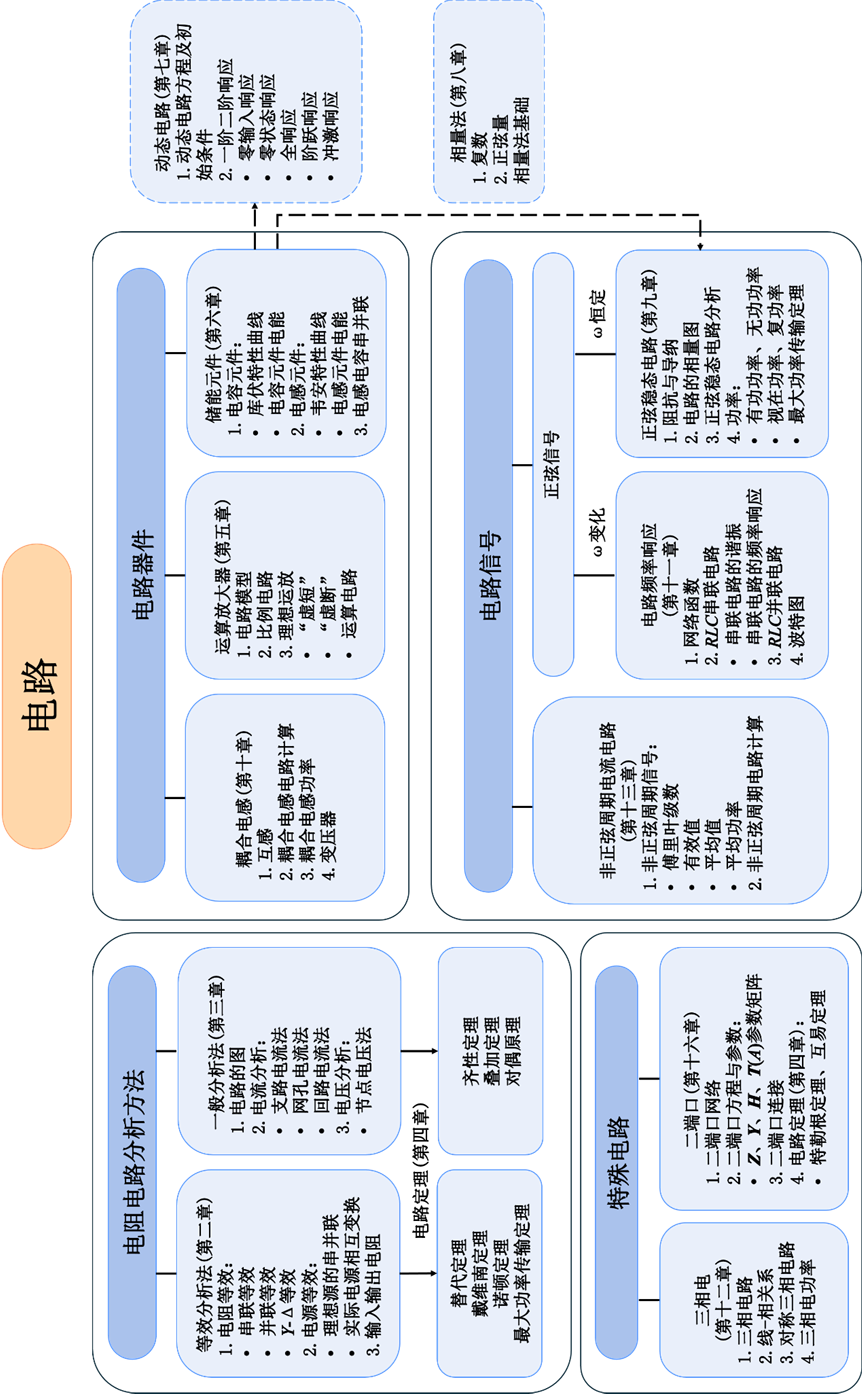 电路
电阻电路分析方法
等效分析法(第二章)
1. 电阻等效：
• 串联等效
• 并联等效
• Y-Δ等效
2. 电源等效：
• 理想源的串并联
• 实际电源相互变换
3. 输入输出电阻
一般分析法(第三章)
1. 电路的图
2. 电流分析：
• 支路电流法
• 网孔电流法
• 回路电流法
3. 电压分析：
• 节点电压法
电路定理(第四章)
替代定理
戴维南定理
诺顿定理
最大功率传输定理
齐性定理
叠加定理
对偶原理
电路器件
耦合电感(第十章)
1. 互感
2. 耦合电感电路计算
3. 耦合电感功率
4. 变压器
运算放大器(第五章)
1. 电路模型
2. 比例电路
3. 理想运放
• “虚短”
• “虚断”
• 运算电路
储能元件(第六章)
1. 电容元件：
• 库伏特性曲线
• 电容元件电能
2. 电感元件：
• 韦安特性曲线
• 电感元件电能
3. 电感电容串并联
动态电路(第七章)
1. 动态电路方程及初
始条件
2. 一阶二阶响应
• 零输入响应
• 零状态响应
• 全响应
• 阶跃响应
• 冲激响应
特殊电路
三相电
(第十二章)
1. 三相电路
2. 线-相关系
3. 对称三相电路
4. 三相电功率
二端口(第十六章)
1. 二端口网络
2. 二端口方程与参数：
• Z、Y、H、T(A)参数矩阵
3. 二端口连接
4. 电路定理(第四章)：
• 特勒根定理、互易定理
电路信号
正弦信号
ω变化
ω恒定
非正弦周期电流电路
(第十三章)
1. 非正弦周期信号：
• 傅里叶级数
• 有效值
• 平均值
• 平均功率
2. 非正弦周期电路计算
电路频率响应
(第十一章)
1. 网络函数
2. RLC串联电路
• 串联电路的谐振
• 串联电路的频率响应
3. RLC并联电路
4. 波特图
正弦稳态电路(第九章)
1. 阻抗与导纳
2. 电路的相量图
3. 正弦稳态电路分析
4. 功率：
• 有功功率、无功功率
• 视在功率、复功率
• 最大功率传输定理
相量法(第八章)
1. 复数
2. 正弦量
相量法基础